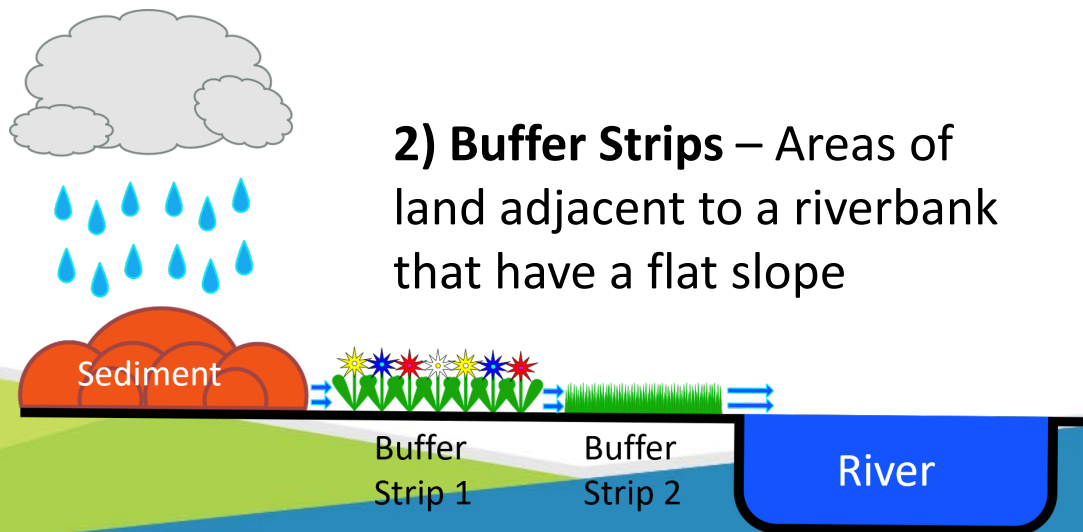 2) Buffer Strips – Areas of
land adjacent to a riverbank
that have a flat slope
Sediment
Buffer
Strip 1
Buffer
Strip 2
River